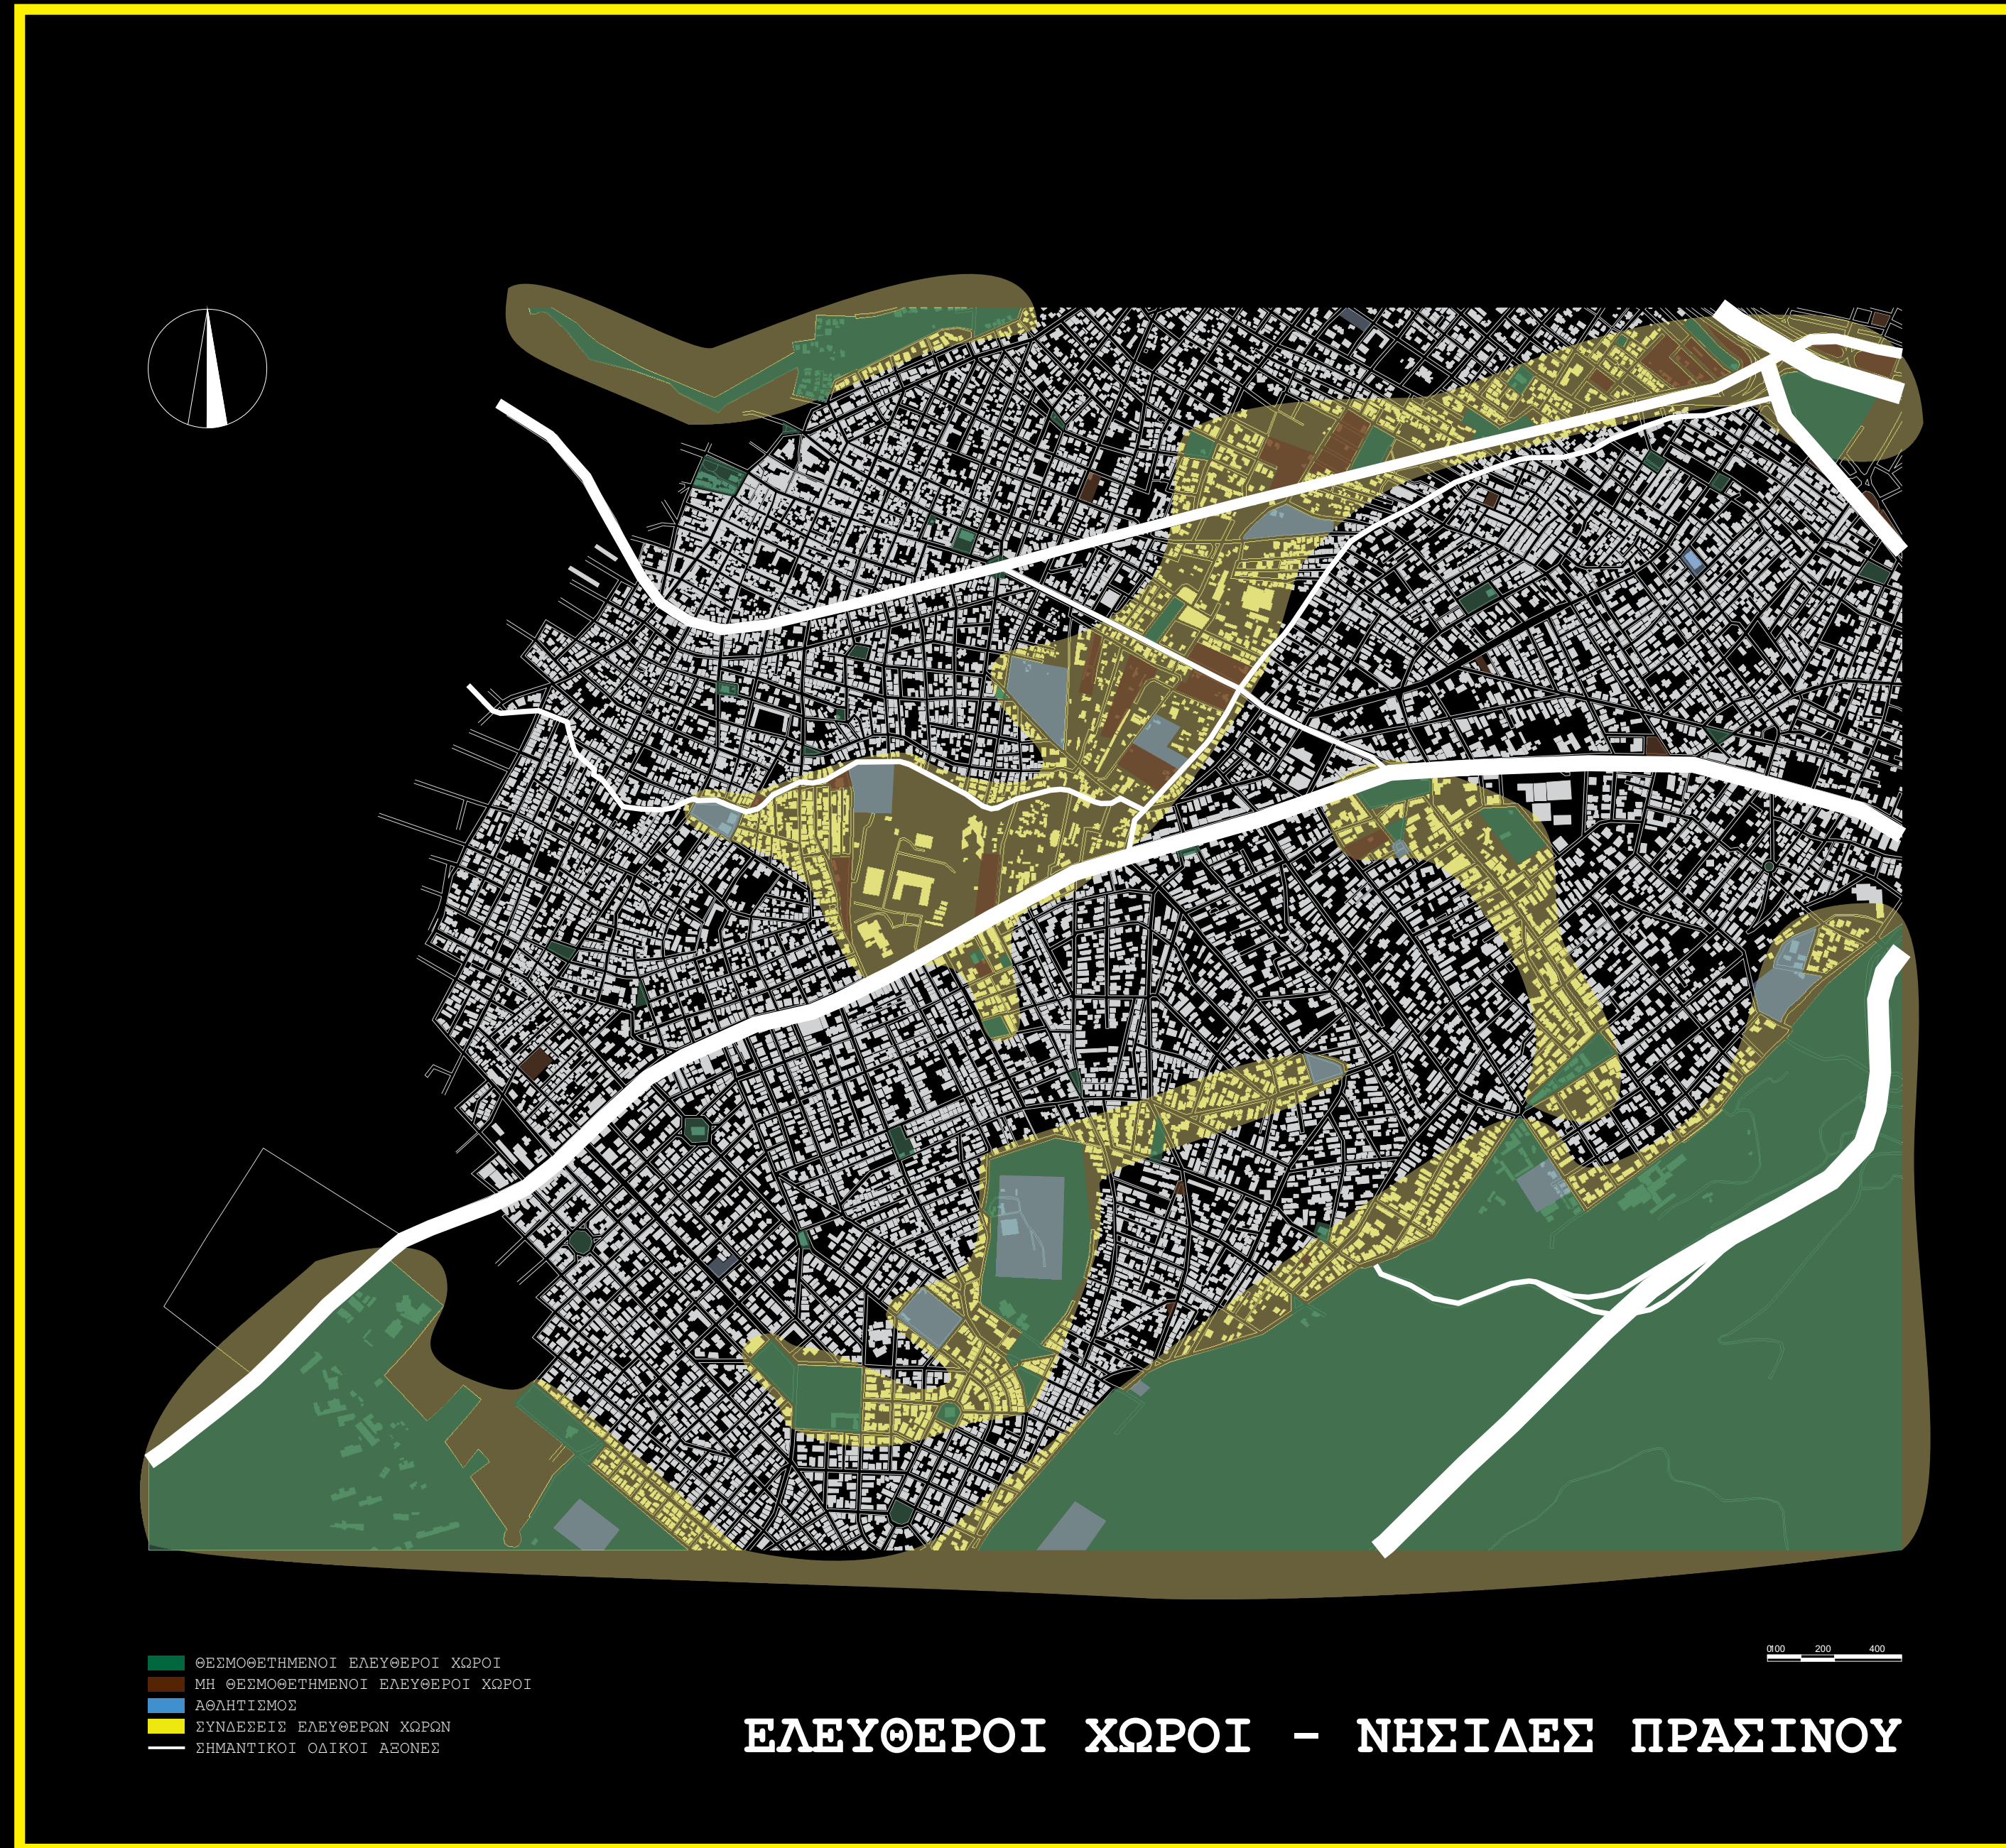 0100 200 400
ΘΕΣΜΟΘΕΤΗΜΕΝΟΙ ΕΛΕΥΘΕΡΟΙ ΧΩΡΟΙ
ΜΗ ΘΕΣΜΟΘΕΤΗΜΕΝΟΙ ΕΛΕΥΘΕΡΟΙ ΧΩΡΟΙ
ΑΘΛΗΤΙΣΜΟΣ
ΣΥΝΔΕΣΕΙΣ ΕΛΕΥΘΕΡΩΝ ΧΩΡΩΝ
ΣΗΜΑΝΤΙΚΟΙ ΟΔΙΚΟΙ ΑΞΟΝΕΣ
ΕΛΕΥΘΕΡΟΙ ΧΩΡΟΙ - ΝΗΣΙΔΕΣ ΠΡΑΣΙΝΟΥ